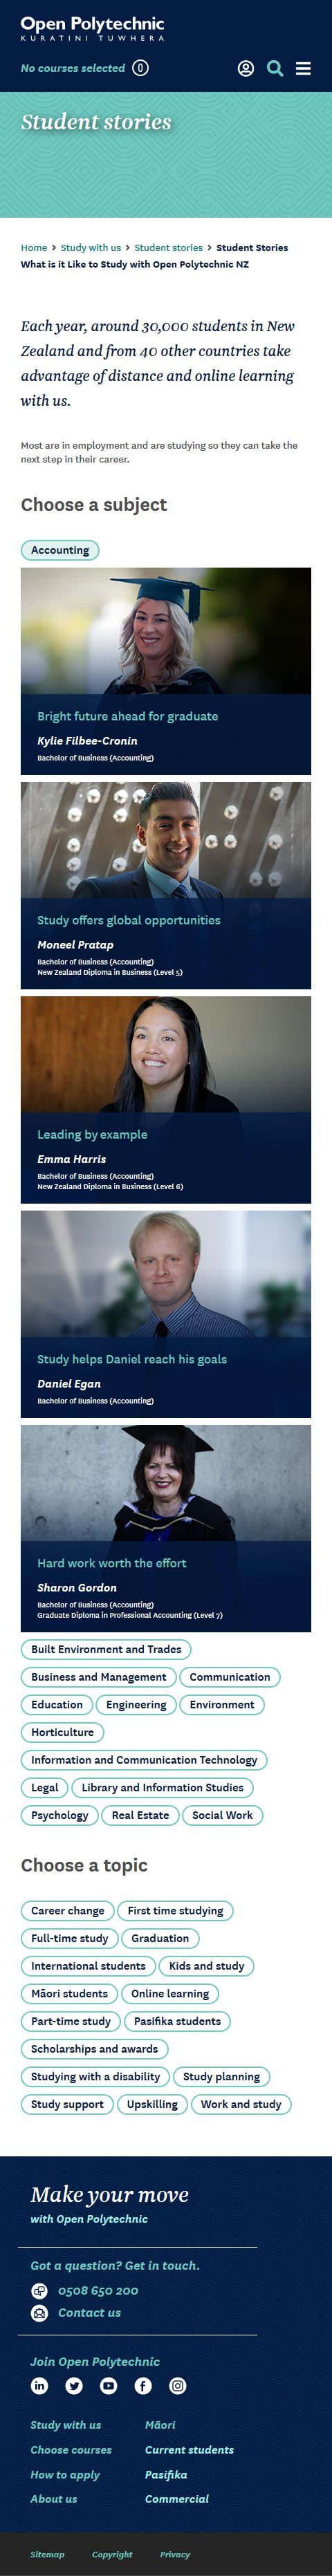 Open Polytechnic
KURATINI TUWHERA
No courses selected 0
Student stories
Home > Study with us > Student stories > Student Stories
What is it Like to Study with Open Polytechnic NZ
Each year, around 30,000 students in New
Zealand and from 40 other countries take
advantage of distance and online learning
with us.
Most are in employment and are studying so they can take the
next step in their career.
Choose a subject
Accounting
Bright future ahead for graduate
Kylie Filbee-Cronin
Bachelor of Business (Accounting)
Study offers global opportunities
Moneel Pratap
Bachelor of Business (Accounting)
New Zealand Diploma in Business (Level 5)
Leading by example
Emma Harris
Bachelor of Business (Accounting)
New Zealand Diploma in Business (Level 6)
Study helps Daniel reach his goals
Daniel Egan
Bachelor of Business (Accounting)
Hard work worth the effort
Sharon Gordon
Bachelor of Business (Accounting)
Graduate Diploma in Professional Accounting (Level 7)
Built Environment and Trades
Business and Management Communication
Education Engineering Environment
Horticulture
Information and Communication Technology
Legal Library and Information Studies
Psychology Real Estate Social Work
Choose a topic
Career change First time studying
Full-time study Graduation
International students Kids and study
Māori students Online learning
Part-time study Pasifika students
Scholarships and awards
Studying with a disability Study planning
Study support Upskilling Work and study
Make your move
with Open Polytechnic
Got a question? Get in touch.
0508 650 200
Contact us
Join Open Polytechnic
Study with us Māori
Choose courses Current students
How to apply Pasifika
About us Commercial
Sitemap Copyright Privacy